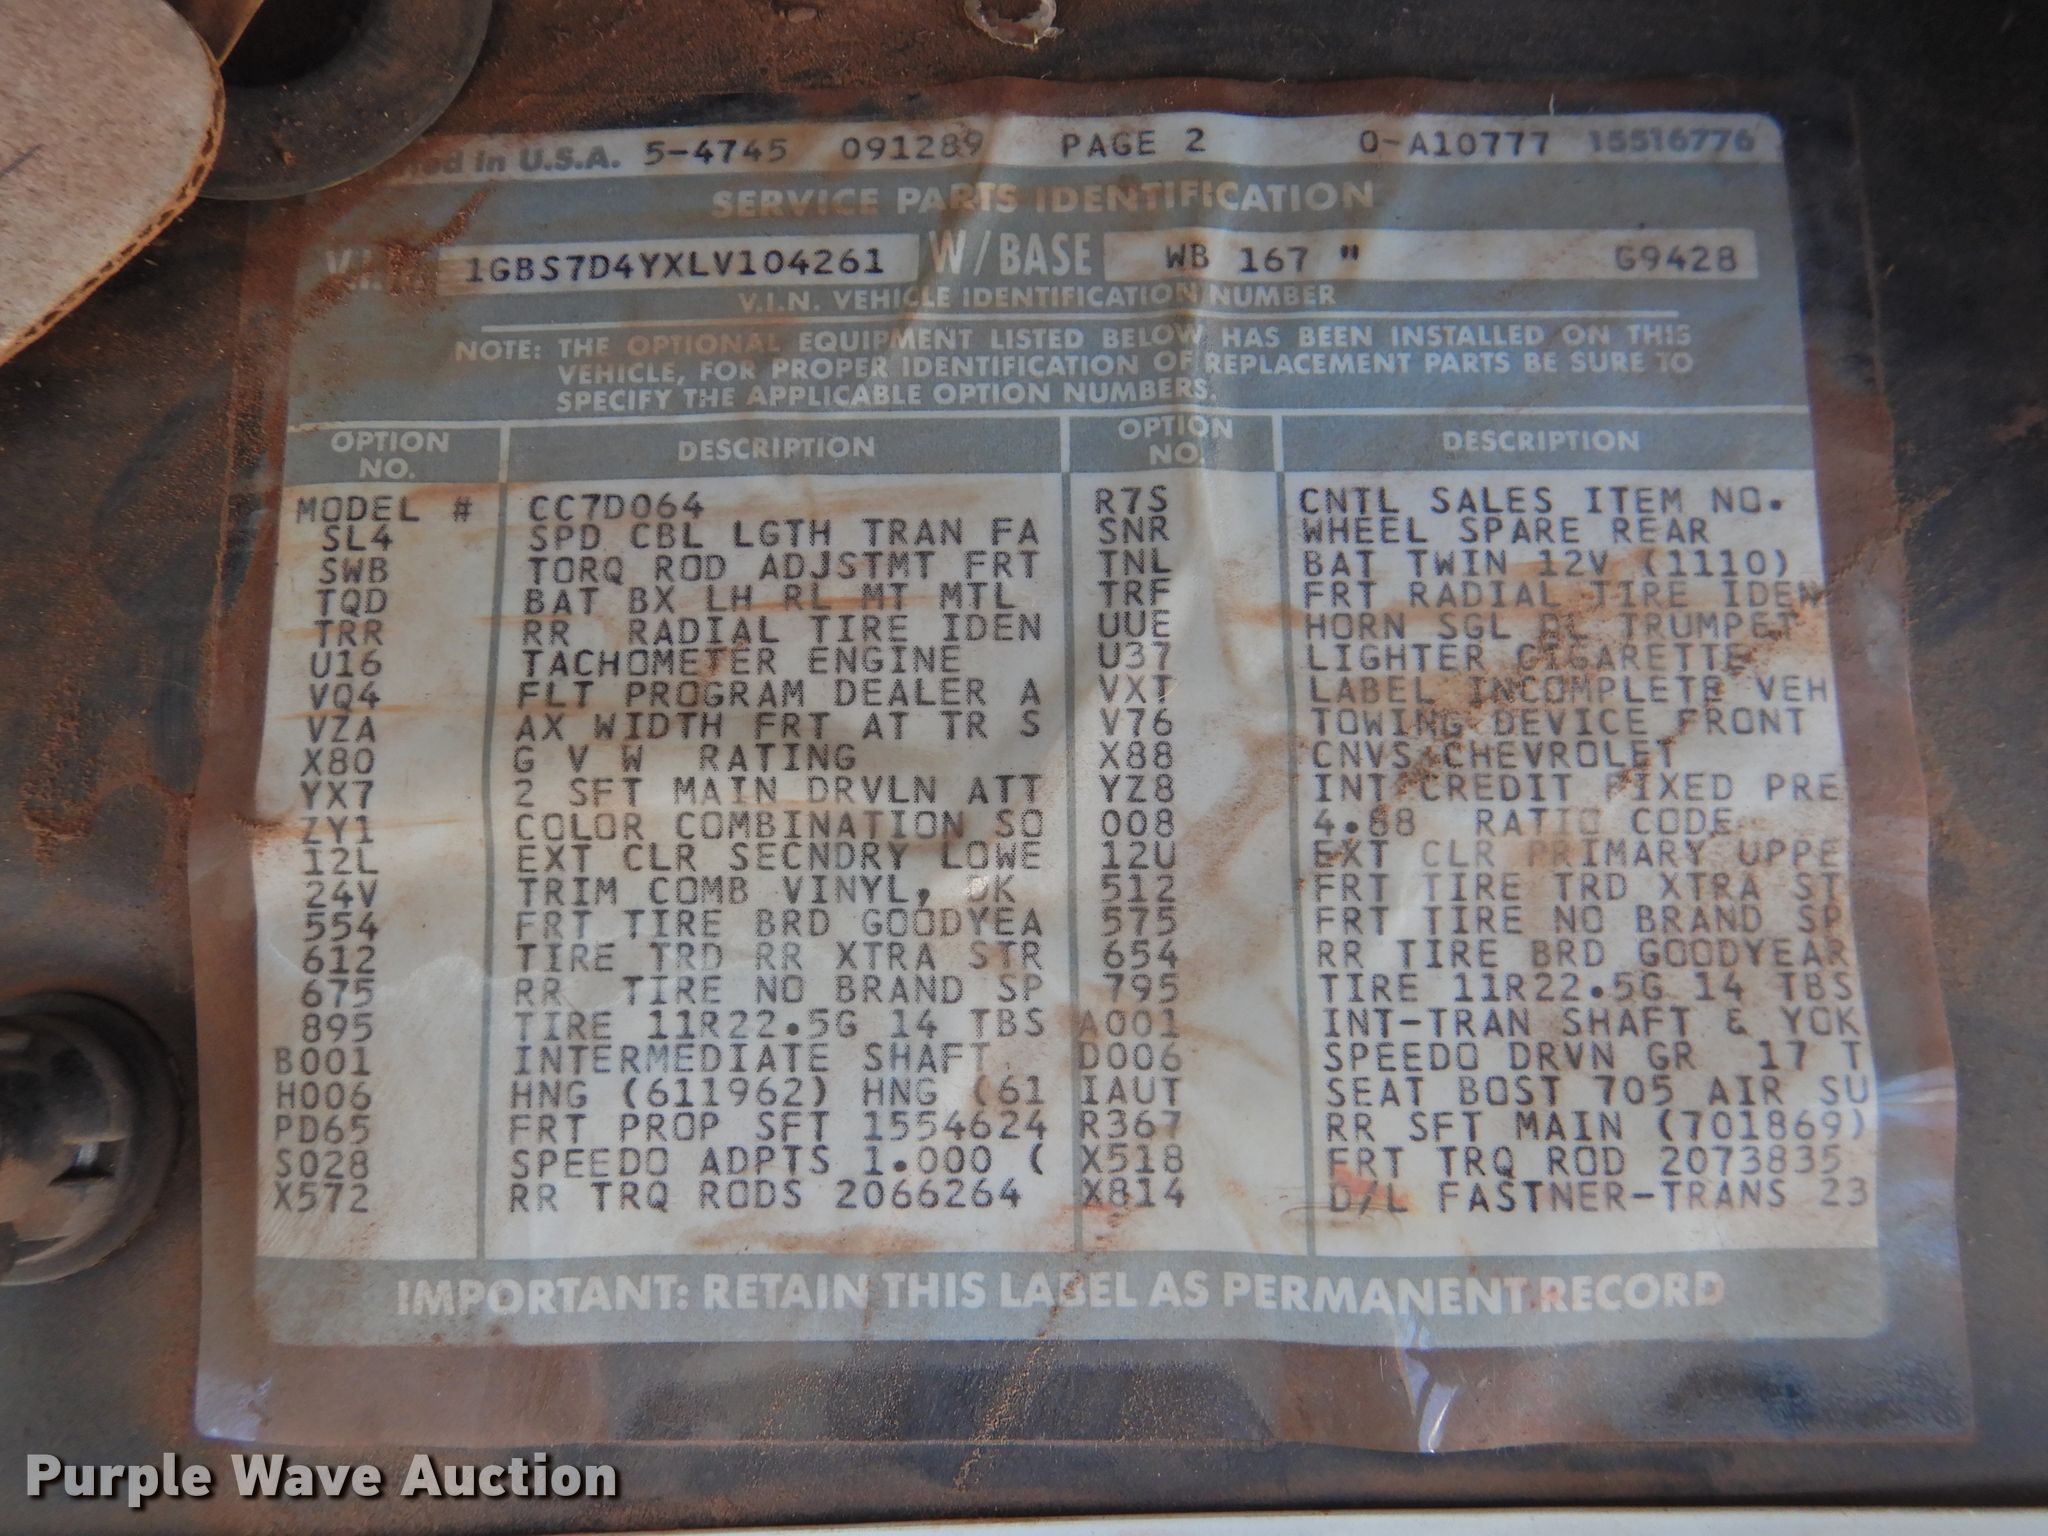 in U.S.A. 5-4745 091289 PAGE 2 0-A10777 15516776
SERVICE PARTS IDENTIFICATION
1GBS7D4YXLV104261 W/BASE WB 167 " G9428
V.I.N. VEHICLE IDENTIFICATION NUMBER
NOTE: THE OPTIONAL EQUIPMENT LISTED BELOW HAS BEEN INSTALLED ON THIS
VEHICLE, FOR PROPER IDENTIFICATION OF REPLACEMENT PARTS BE SURE TO
SPECIFY THE APPLICABLE OPTION NUMBERS.
OPTION NO. DESCRIPTION OPTION NO. DESCRIPTION
MODEL # CC7D064 R7S CNTL SALES ITEM NO.
SL4 SPD CBL LGTH TRAN FA SNR WHEEL SPARE REAR
SWB TORQ ROD ADJSTMT FRT TNL BAT TWIN 12V (1110)
TQD BAT BX LH RL MT MTL TRF FRT RADIAL TIRE IDEN
TRR RR RADIAL TIRE IDEN UUE HORN SGL TRUMPET
U16 TACHOMETER ENGINE U37 LIGHTER CIGARETTE
VQ4 FLT PROGRAM DEALER A VXT LABEL INCOMPLETE VEH
VZA AX WIDTH FRT AT TR S V76 TOWING DEVICE FRONT
X80 G V W RATING X88 CNVS CHEVROLET
YX7 2 SFT MAIN DRVLN ATT YZ8 INT CREDIT FIXED PRE
ZY1 COLOR COMBINATION SO 008 4.88 RATIO CODE
12L EXT CLR SECNDRY LOWE 12U EXT CLR PRIMARY UPPE
24V TRIM COMB VINYL, DK 512 FRT TIRE TRD XTRA ST
554 FRT TIRE BRD GOODYEA 575 FRT TIRE NO BRAND SP
612 TIRE TRD RR XTRA STR 654 RR TIRE BRD GOODYEAR
675 RR TIRE NO BRAND SP 795 TIRE 11R22.5G 14 TBS
895 TIRE 11R22.5G 14 TBS A001 INT-TRAN SHAFT & YOK
B001 INTERMEDIATE SHAFT D006 SPEEDO DRVN GR 17 T
H006 HNG (611962) HNG (61 IAUT SEAT BOST 705 AIR SU
PD65 FRT PROP SFT 1554624 R367 RR SFT MAIN (701869)
S028 SPEEDO ADPTS 1.000 ( X518 FRT TRQ ROD 2073835
X572 RR TRQ RODS 2066264 X814 D/L FASTNER-TRANS 23
IMPORTANT: RETAIN THIS LABEL AS PERMANENT RECORD
Purple Wave Auction